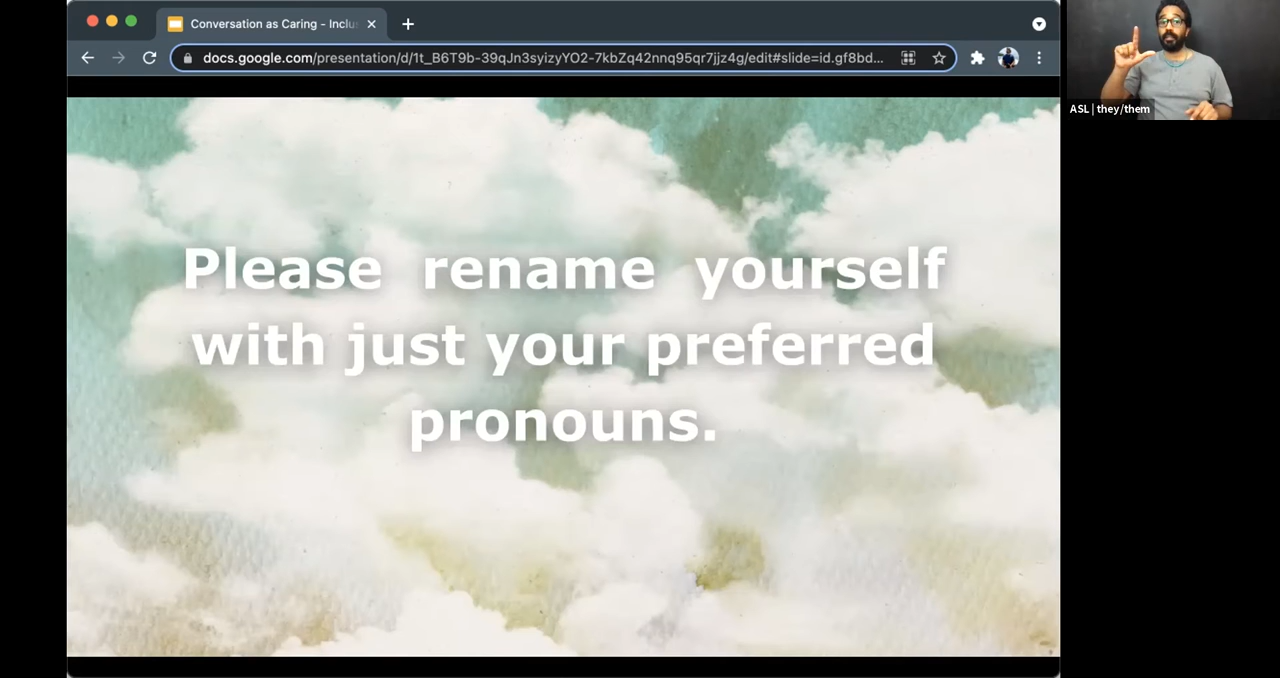 Conversation as Caring - Inclu
docs.google.com/presentation/d/1t_B6T9b-39qJn3syizyYO2-7kbZq42nnq95qr7jjz4g/edit#slide=id.gf8bd...
ASL | they/them
Please rename yourself
with just your preferred
pronouns.